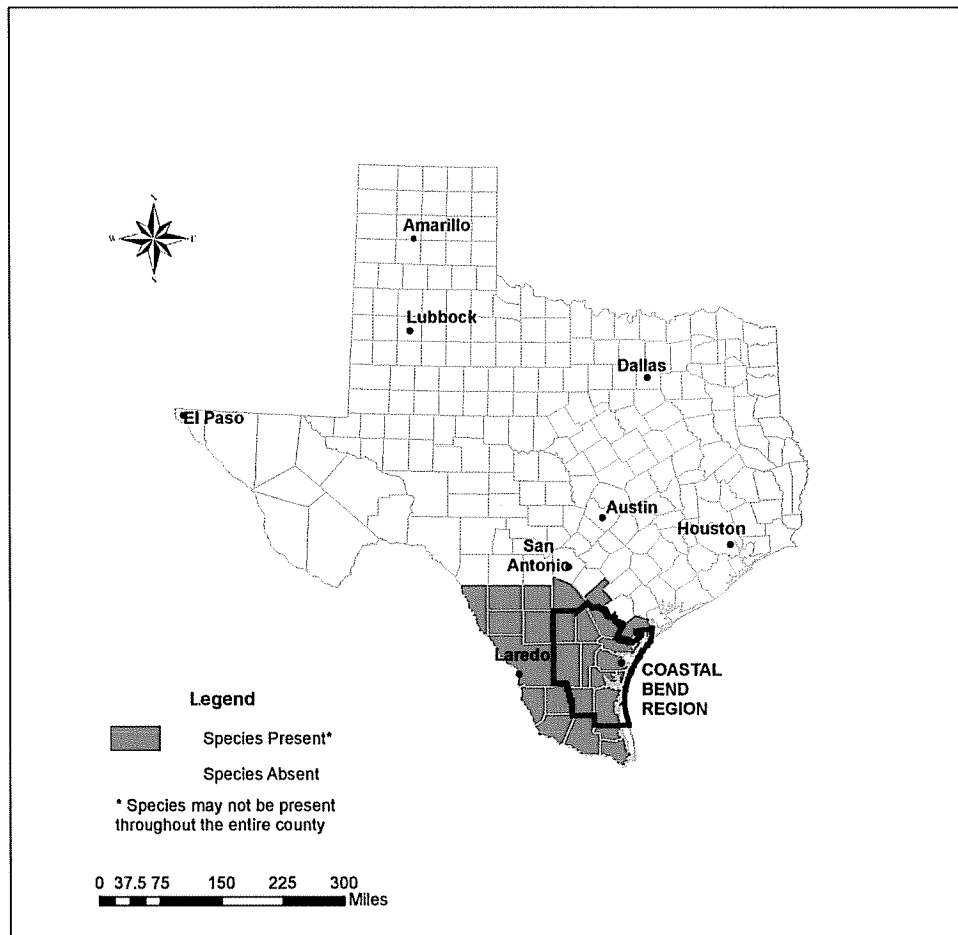 N
W E
S
Amarillo
Lubbock
Dallas
El Paso
Austin
Houston
San
Antonio
Laredo
COASTAL
BEND
REGION
Legend
Species Present*
Species Absent
* Species may not be present
throughout the entire county
0 37.5 75 150 225 300
Miles